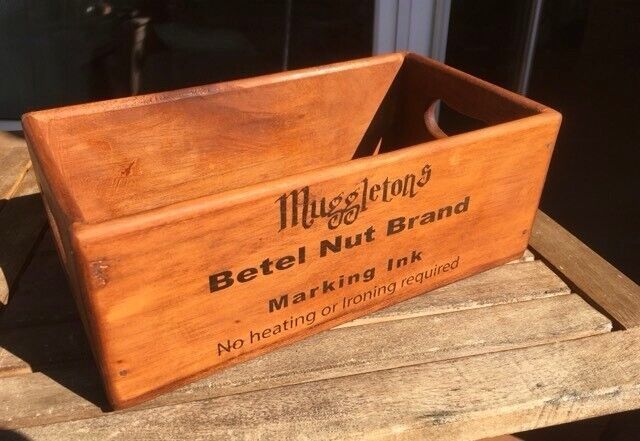 Muggletons
Betel Nut Brand
Marking Ink
No heating or Ironing required